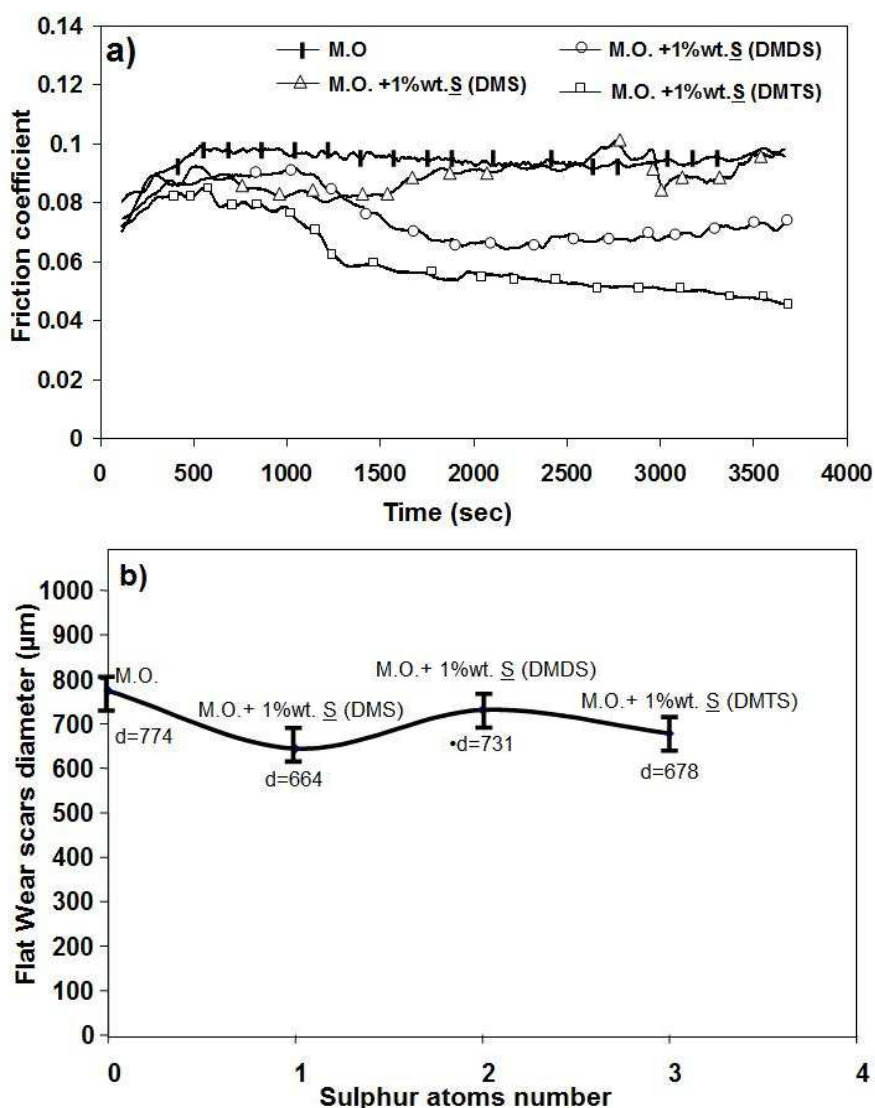 a)
M.O
M.O. +1%wt.S (DMDS)
M.O. +1%wt.S (DMS)
M.O. +1%wt.S (DMTS)
Friction coefficient
0.14
0.12
0.1
0.08
0.06
0.04
0.02
0
0 500 1000 1500 2000 2500 3000 3500 4000
Time (sec)
b)
Flat Wear scars diameter (µm)
1000
900
800
700
600
500
400
300
200
100
0
M.O.
d=774
M.O.+ 1%wt. S (DMS)
d=664
M.O.+ 1%wt. S (DMDS)
•d=731
M.O.+ 1%wt. S (DMTS)
d=678
0 1 2 3 4
Sulphur atoms number